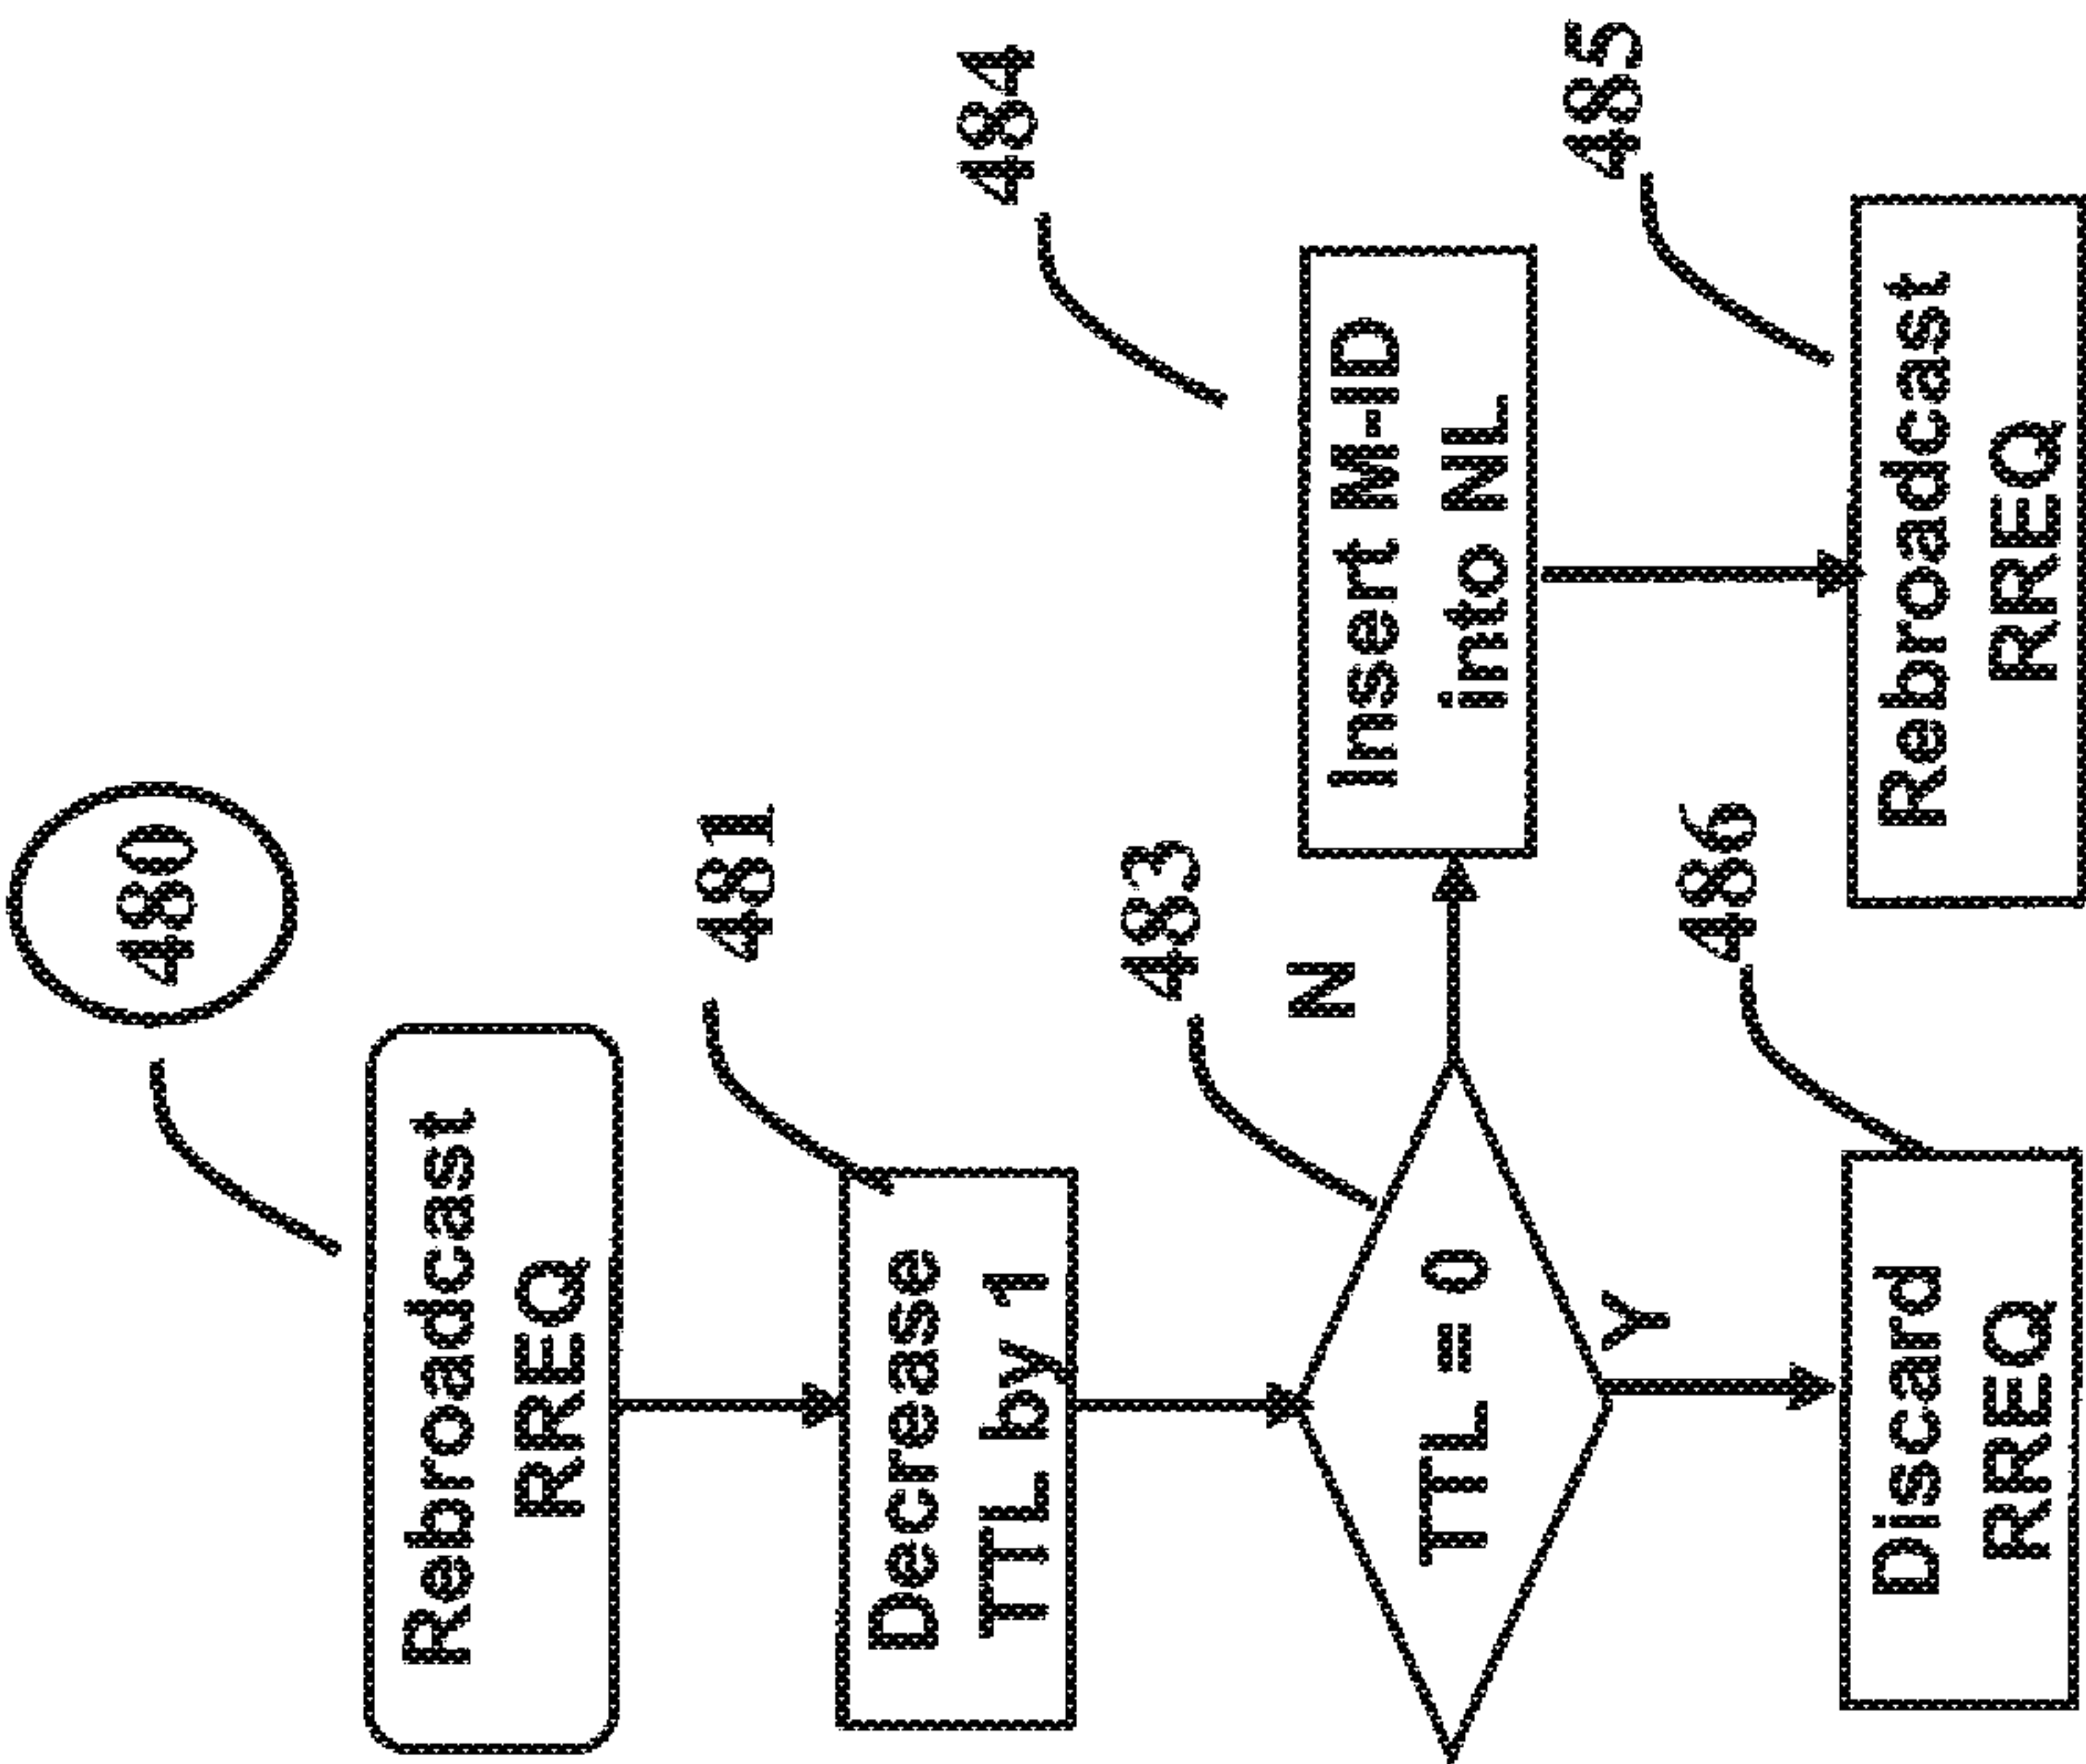 480
Rebroadcast
RREQ
481
Decrease
TTL by 1
483
TTL = 0
N
Y
484
Insert M-ID
into NL
485
Rebroadcast
RREQ
486
Discard
RREQ